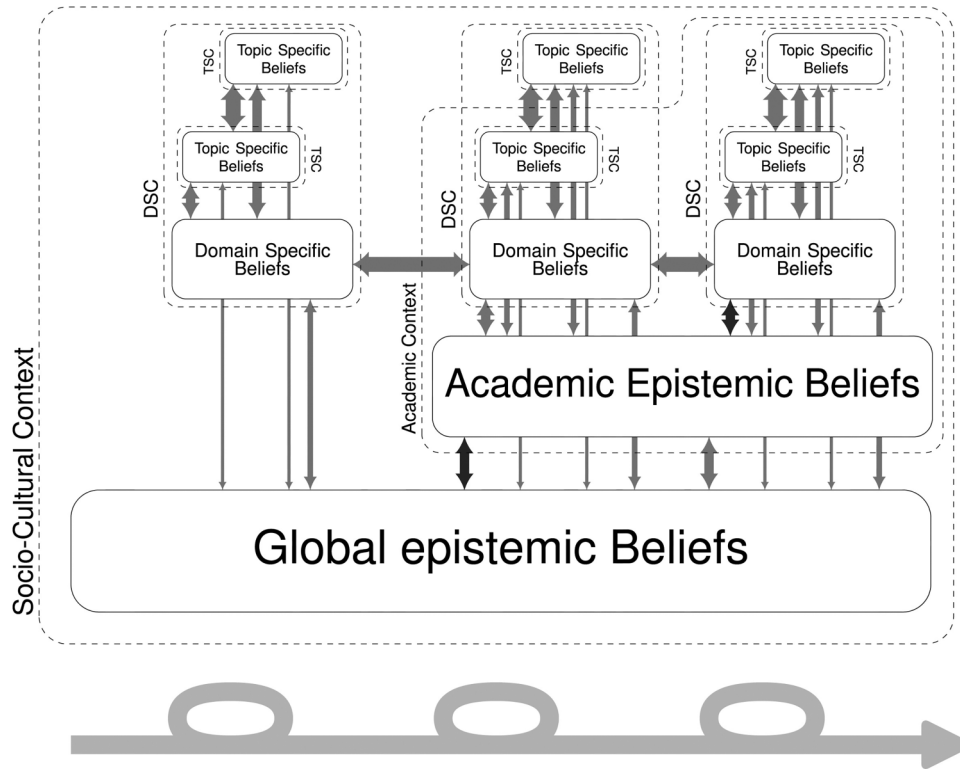 Topic Specific
Beliefs
TSC
Topic Specific
Beliefs
TSC
Topic Specific
Beliefs
TSC
Topic Specific
Beliefs
TSC
Topic Specific
Beliefs
TSC
Topic Specific
Beliefs
TSC
DSC
Domain Specific
Beliefs
DSC
Domain Specific
Beliefs
DSC
Domain Specific
Beliefs
Academic Context
Academic Epistemic Beliefs
Socio-Cultural Context
Global epistemic Beliefs